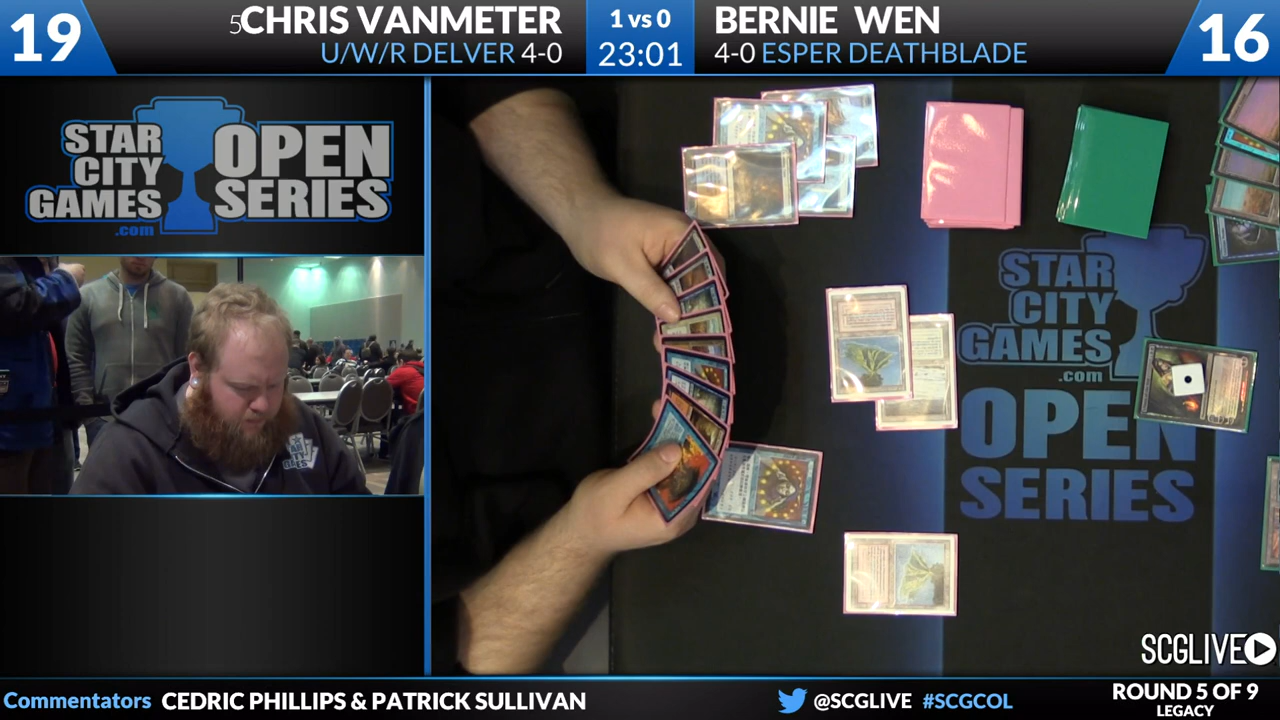 19
5CHRIS VANMETER
U/W/R DELVER 4-0
1 vs 0
23:01
BERNIE WEN
4-0 ESPER DEATHBLADE
16
STAR
CITY
GAMES
.com
OPEN
SERIES
STAR
CITY
GAMES
.com
OPEN
SERIES
SCGLIVE
Commentators CEDRIC PHILLIPS & PATRICK SULLIVAN
@SCGLIVE #SCGCOL
ROUND 5 OF 9
LEGACY